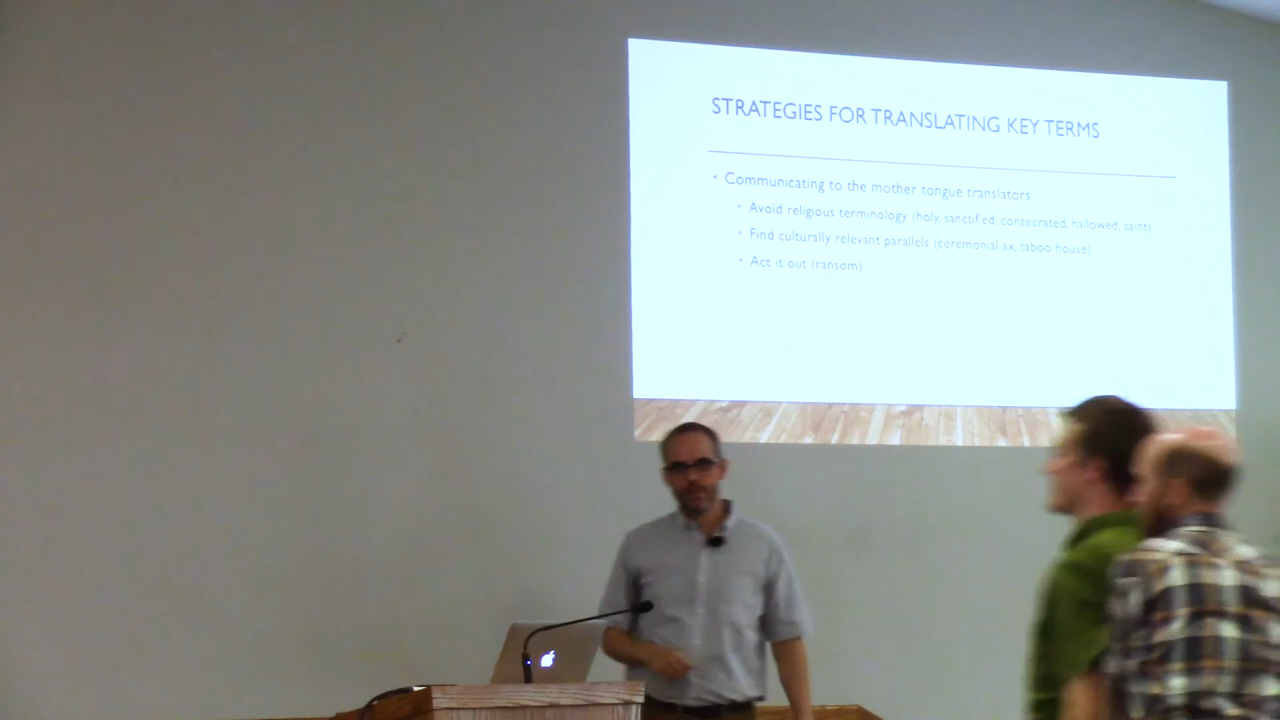 STRATEGIES FOR TRANSLATING KEY TERMS
• Communicating to the mother tongue translators
• Avoid religious terminology (holy, sanctified, consecrated, hallowed, saint)
• Find culturally relevant parallels (ceremonial ax, taboo house)
• Act it out (ransom)